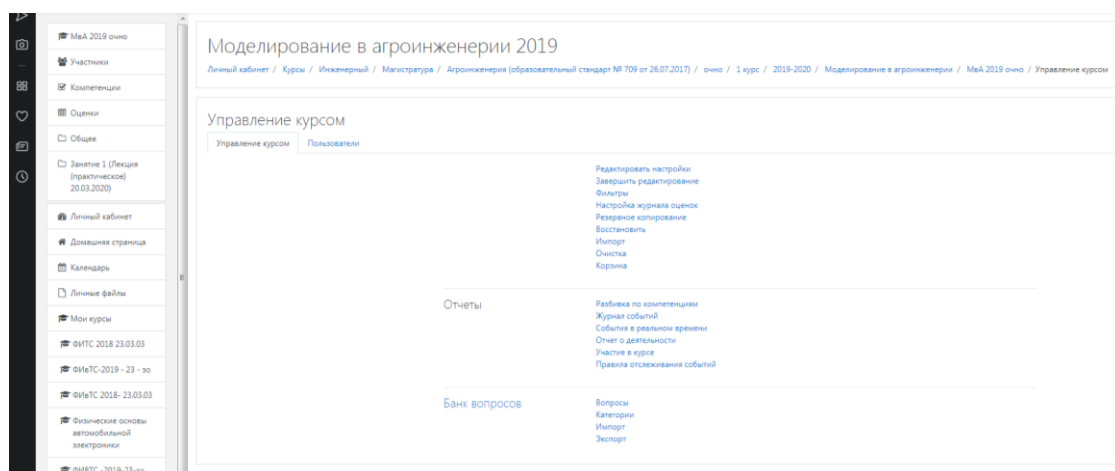 МвА 2019 очно
Участники
Компетенции
Оценки
Общее
Занятие 1 (Лекция
(практическое)
20.03.2020)
Личный кабинет
Домашняя страница
Календарь
Личные файлы
Мои курсы
ФИТС 2018 23.03.03
ФИвТС-2019 - 23 - зо
ФИвТС 2018- 23.03.03
Физические основы
автомобильной
электроники
ФИВТС -2019-23-зо
Моделирование в агроинженерии 2019
Личный кабинет / Курсы / Инженерный / Магистратура / Агроинженерия (образовательный стандарт № 709 от 26.07.2017) / очно / 1 курс / 2019-2020 / Моделирование в агроинженерии / МвА 2019 очно / Управление курсом
Управление курсом
Управление курсом Пользователи
Редактировать настройки
Завершить редактирование
Фильтры
Настройка журнала оценок
Резервное копирование
Восстановить
Импорт
Очистка
Корзина
Отчеты
Разбивка по компетенциям
Журнал событий
События в реальном времени
Отчет о деятельности
Участие в курсе
Правила отслеживания событий
Банк вопросов
Вопросы
Категории
Импорт
Экспорт